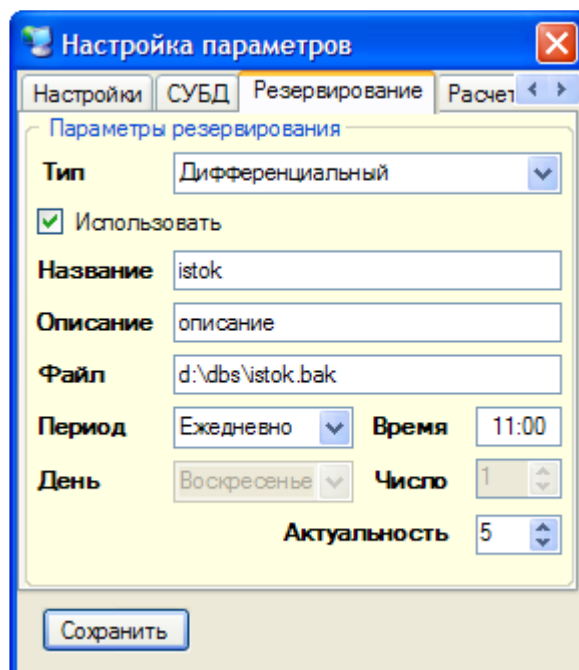 Настройка параметров
Настройки СУБД Резервирование Расчет
Параметры резервирования
Тип Дифференциальный
Использовать
Название istok
Описание описание
Файл d:\dbs\istok.bak
Период Ежедневно Время 11:00
День Воскресенье Число 1
Актуальность 5
Сохранить